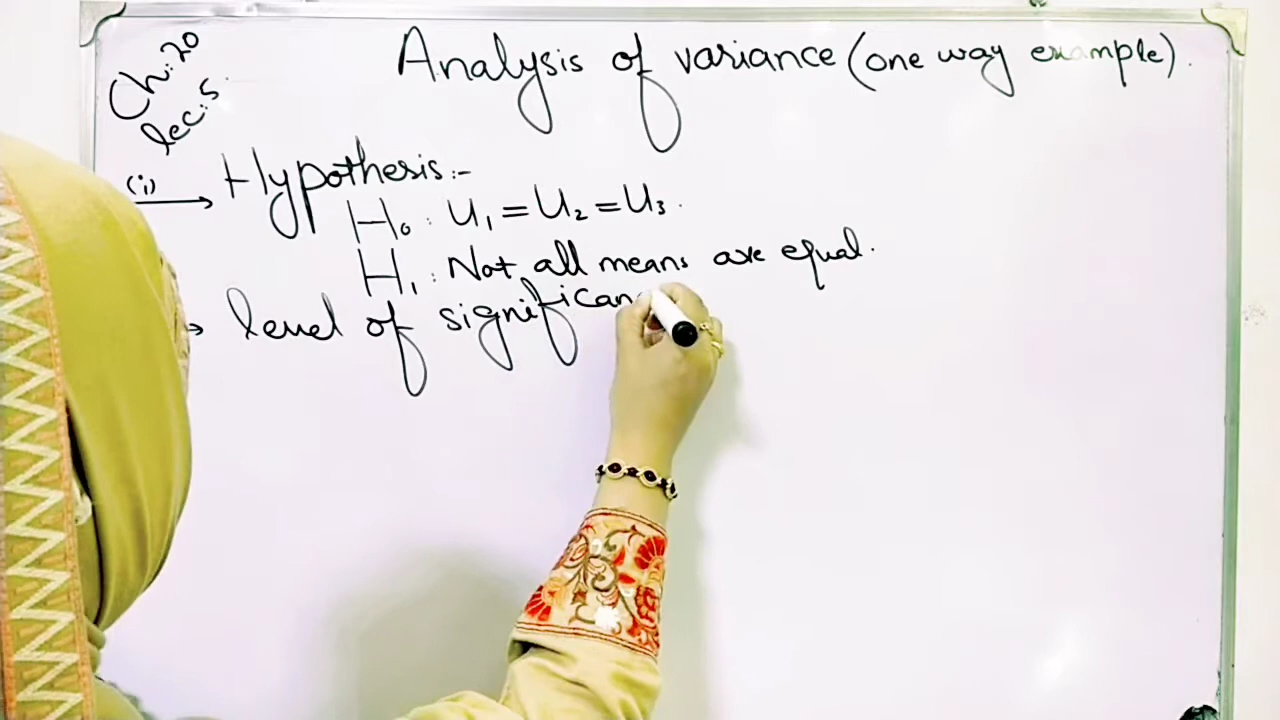 Ch:20
lec:5
Analysis of variance (one way example).
(i) → Hypothesis:-
H₀ : U₁ = U₂ = U₃.
H₁ : Not all means are equal.
→ level of significan